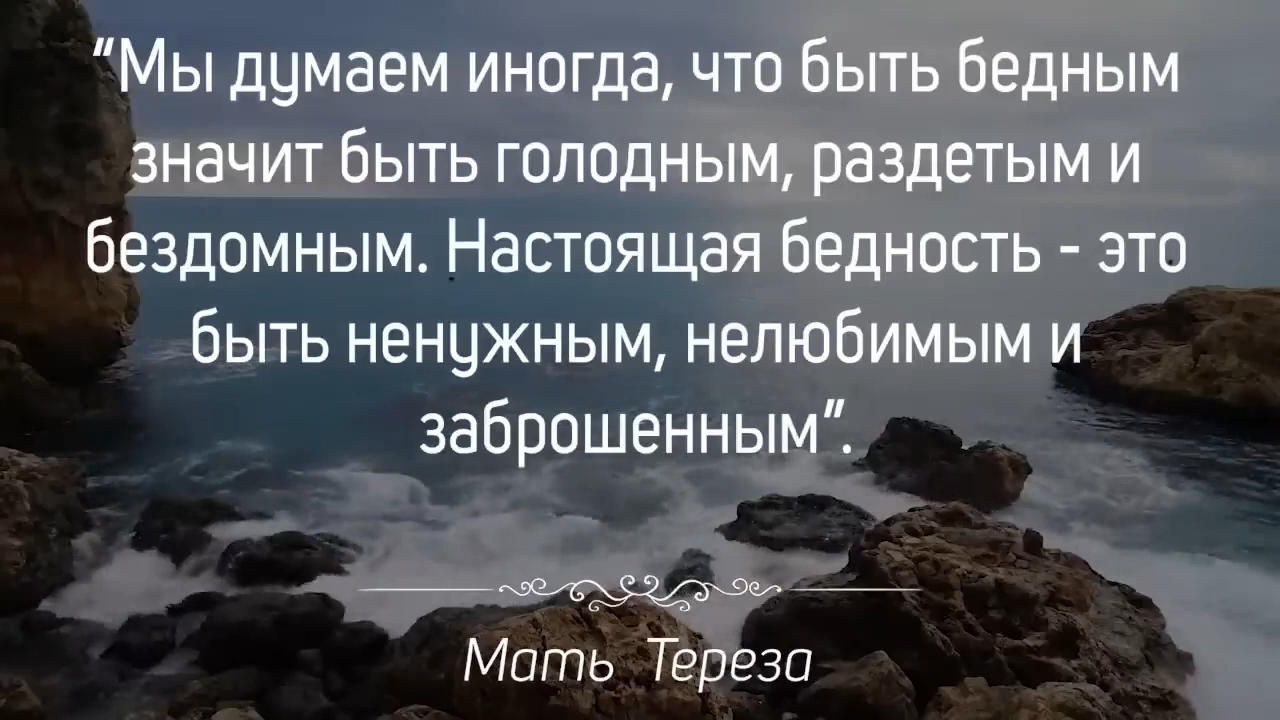 “Мы думаем иногда, что быть бедным
значит быть голодным, раздетым и
бездомным. Настоящая бедность - это
быть ненужным, нелюбимым и
заброшенным”.
Мать Тереза